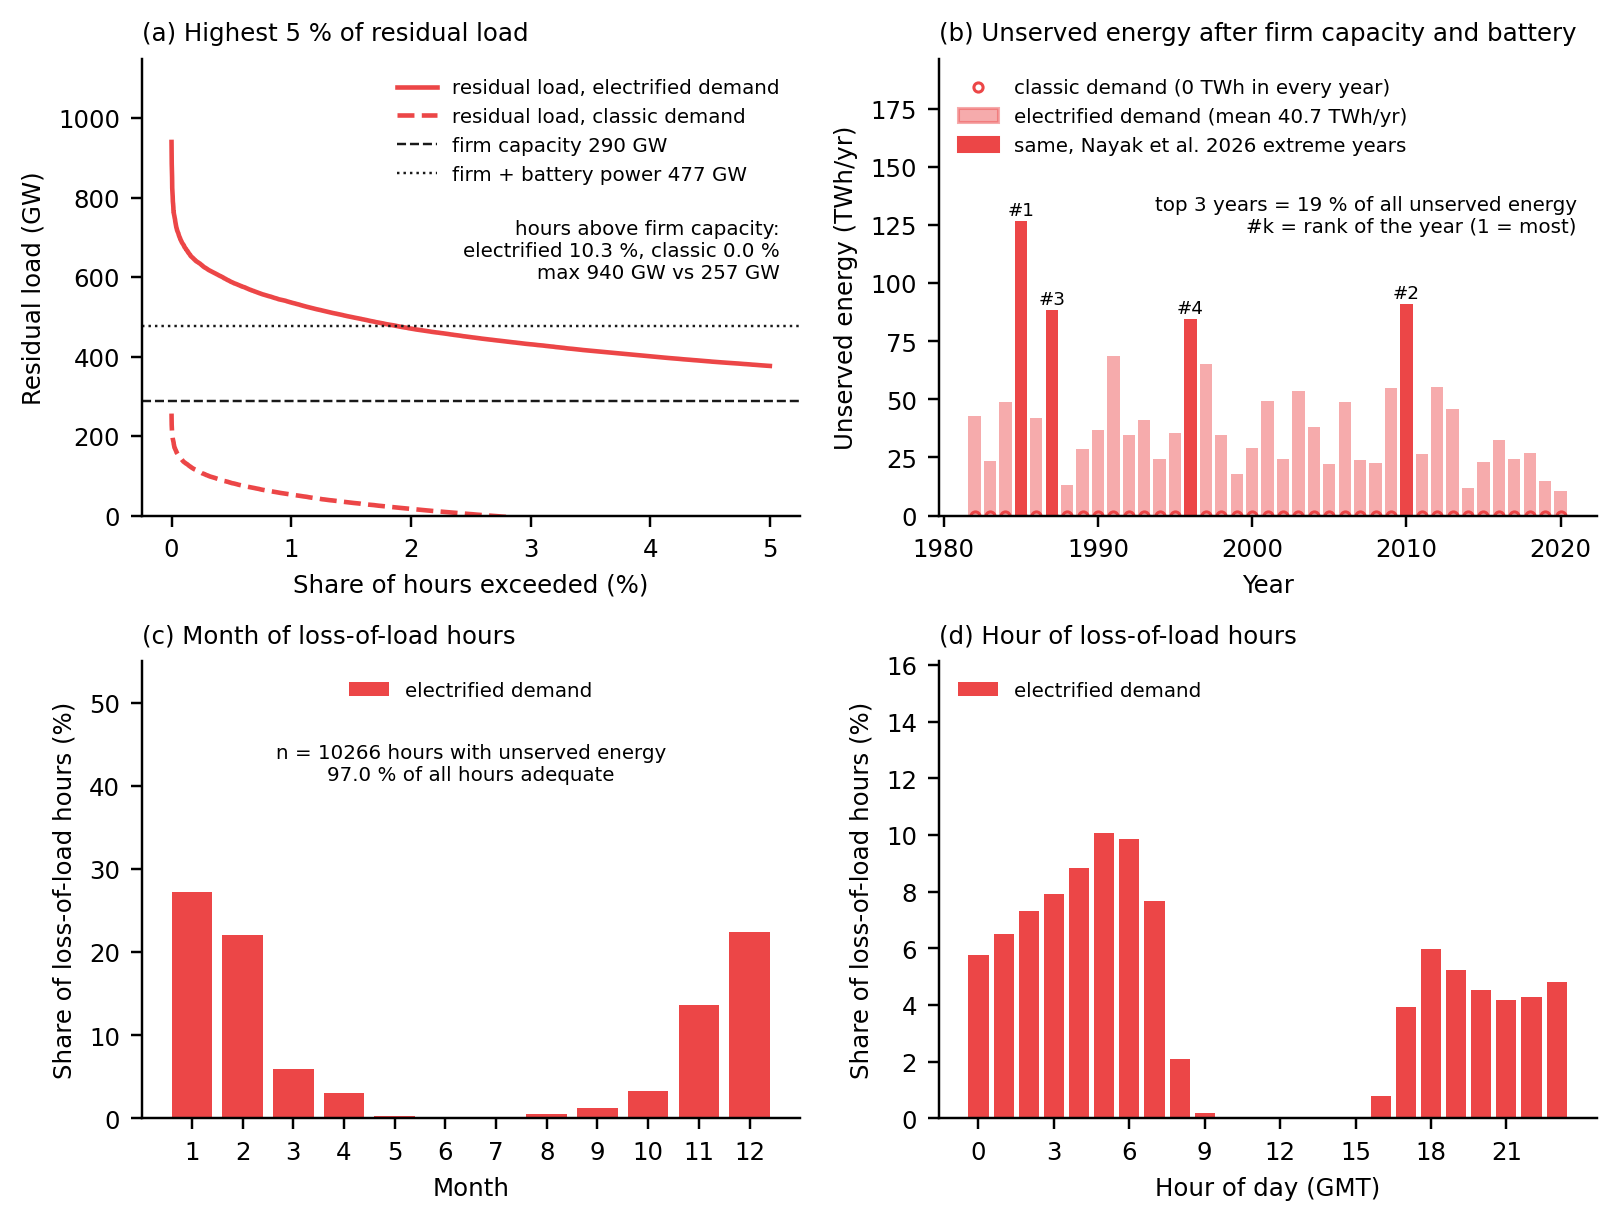 (a) Highest 5 % of residual load
residual load, electrified demand
residual load, classic demand
firm capacity 290 GW
firm + battery power 477 GW
hours above firm capacity:
electrified 10.3 %, classic 0.0 %
max 940 GW vs 257 GW
Residual load (GW)
1000
800
600
400
200
0
0 1 2 3 4 5
Share of hours exceeded (%)
(b) Unserved energy after firm capacity and battery
classic demand (0 TWh in every year)
electrified demand (mean 40.7 TWh/yr)
same, Nayak et al. 2026 extreme years
top 3 years = 19 % of all unserved energy
#k = rank of the year (1 = most)
#1
#3
#4
#2
Unserved energy (TWh/yr)
175
150
125
100
75
50
25
0
1980 1990 2000 2010 2020
Year
(c) Month of loss-of-load hours
electrified demand
n = 10266 hours with unserved energy
97.0 % of all hours adequate
Share of loss-of-load hours (%)
50
40
30
20
10
0
1 2 3 4 5 6 7 8 9 10 11 12
Month
(d) Hour of loss-of-load hours
electrified demand
Share of loss-of-load hours (%)
16
14
12
10
8
6
4
2
0
0 3 6 9 12 15 18 21
Hour of day (GMT)